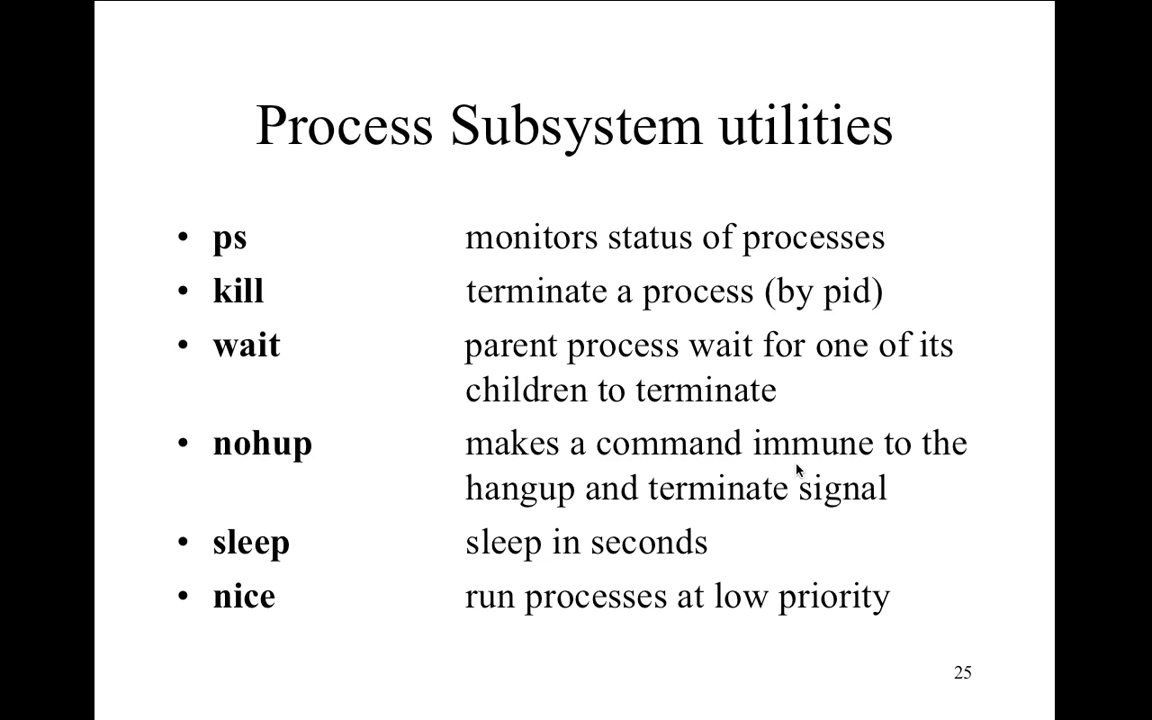 Process Subsystem utilities
• ps monitors status of processes
• kill terminate a process (by pid)
• wait parent process wait for one of its
children to terminate
• nohup makes a command immune to the
hangup and terminate signal
• sleep sleep in seconds
• nice run processes at low priority
25